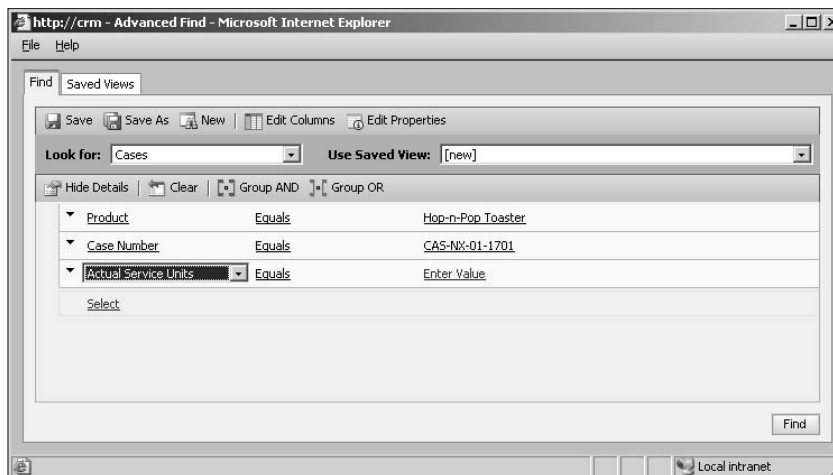 http://crm - Advanced Find - Microsoft Internet Explorer
File Help
Find Saved Views
Save Save As New Edit Columns Edit Properties
Look for: Cases Use Saved View: [new]
Hide Details Clear Group AND Group OR
Product Equals Hop-n-Pop Toaster
Case Number Equals CAS-NX-01-1701
Actual Service Units Equals Enter Value
Select
Find
Local intranet